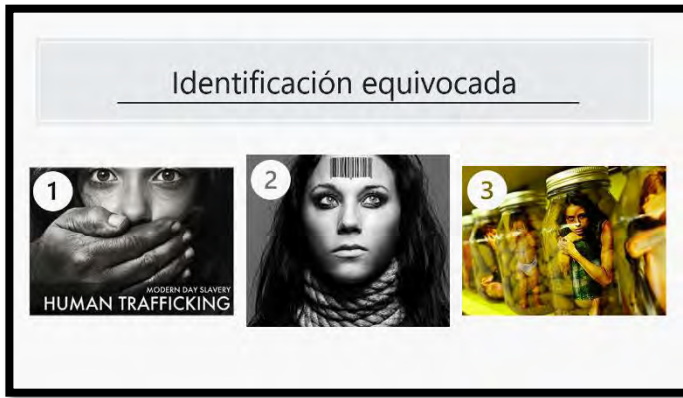 Identificación equivocada
1
2
3
MODERN DAY SLAVERY
HUMAN TRAFFICKING